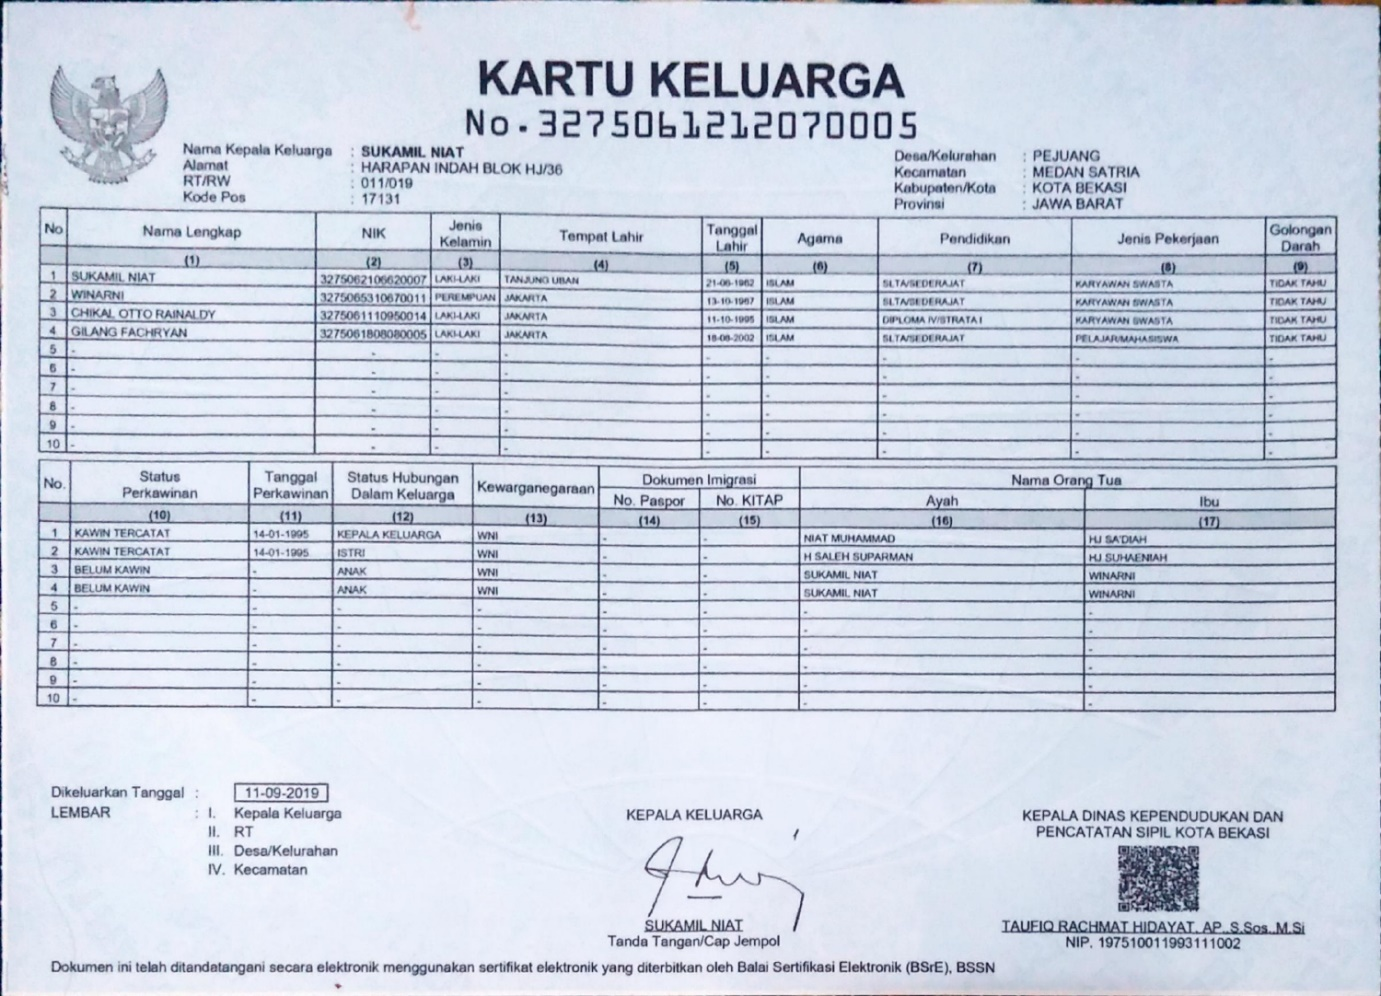 KARTU KELUARGA
No. 3275061212070005
Nama Kepala Keluarga : SUKAMIL NIAT
Alamat : HARAPAN INDAH BLOK HJ/36
RT/RW : 011/019
Kode Pos : 17131
Desa/Kelurahan : PEJUANG
Kecamatan : MEDAN SATRIA
Kabupaten/Kota : KOTA BEKASI
Provinsi : JAWA BARAT
No Nama Lengkap NIK Jenis Kelamin Tempat Lahir Tanggal Lahir Agama Pendidikan Jenis Pekerjaan Golongan Darah
(1) (2) (3) (4) (5) (6) (7) (8) (9)
1 SUKAMIL NIAT 3275062106620007 LAKI-LAKI TANJUNG UBAN 21-06-1962 ISLAM SLTA/SEDERAJAT KARYAWAN SWASTA TIDAK TAHU
2 WINARNI 3275065310670011 PEREMPUAN JAKARTA 13-10-1967 ISLAM SLTA/SEDERAJAT KARYAWAN SWASTA TIDAK TAHU
3 CHIKAL OTTO RAINALDY 3275061110950014 LAKI-LAKI JAKARTA 11-10-1995 ISLAM DIPLOMA IV/STRATA I KARYAWAN SWASTA TIDAK TAHU
4 GILANG FACHRYAN 3275061808080005 LAKI-LAKI JAKARTA 18-08-2002 ISLAM SLTA/SEDERAJAT PELAJAR/MAHASISWA TIDAK TAHU
5 - - - - - - - - -
6 - - - - - - - - -
7 - - - - - - - - -
8 - - - - - - - - -
9 - - - - - - - - -
10 - - - - - - - - -
No. Status Perkawinan Tanggal Perkawinan Status Hubungan Dalam Keluarga Kewarganegaraan Dokumen Imigrasi Nama Orang Tua
No. Paspor No. KITAP Ayah Ibu
(10) (11) (12) (13) (14) (15) (16) (17)
1 KAWIN TERCATAT 14-01-1995 KEPALA KELUARGA WNI - - NIAT MUHAMMAD HJ SA'DIAH
2 KAWIN TERCATAT 14-01-1995 ISTRI WNI - - H SALEH SUPARMAN HJ SUHAENIAH
3 BELUM KAWIN - ANAK WNI - - SUKAMIL NIAT WINARNI
4 BELUM KAWIN - ANAK WNI - - SUKAMIL NIAT WINARNI
5 - - - - - - - -
6 - - - - - - - -
7 - - - - - - - -
8 - - - - - - - -
9 - - - - - - - -
10 - - - - - - - -
Dikeluarkan Tanggal : 11-09-2019
LEMBAR : I. Kepala Keluarga
II. RT
III. Desa/Kelurahan
IV. Kecamatan
KEPALA KELUARGA
SUKAMIL NIAT
Tanda Tangan/Cap Jempol
KEPALA DINAS KEPENDUDUKAN DAN
PENCATATAN SIPIL KOTA BEKASI
TAUFIQ RACHMAT HIDAYAT, AP., S.Sos, M.Si
NIP. 197510011993111002
Dokumen ini telah ditandatangani secara elektronik menggunakan sertifikat elektronik yang diterbitkan oleh Balai Sertifikasi Elektronik (BSrE), BSSN